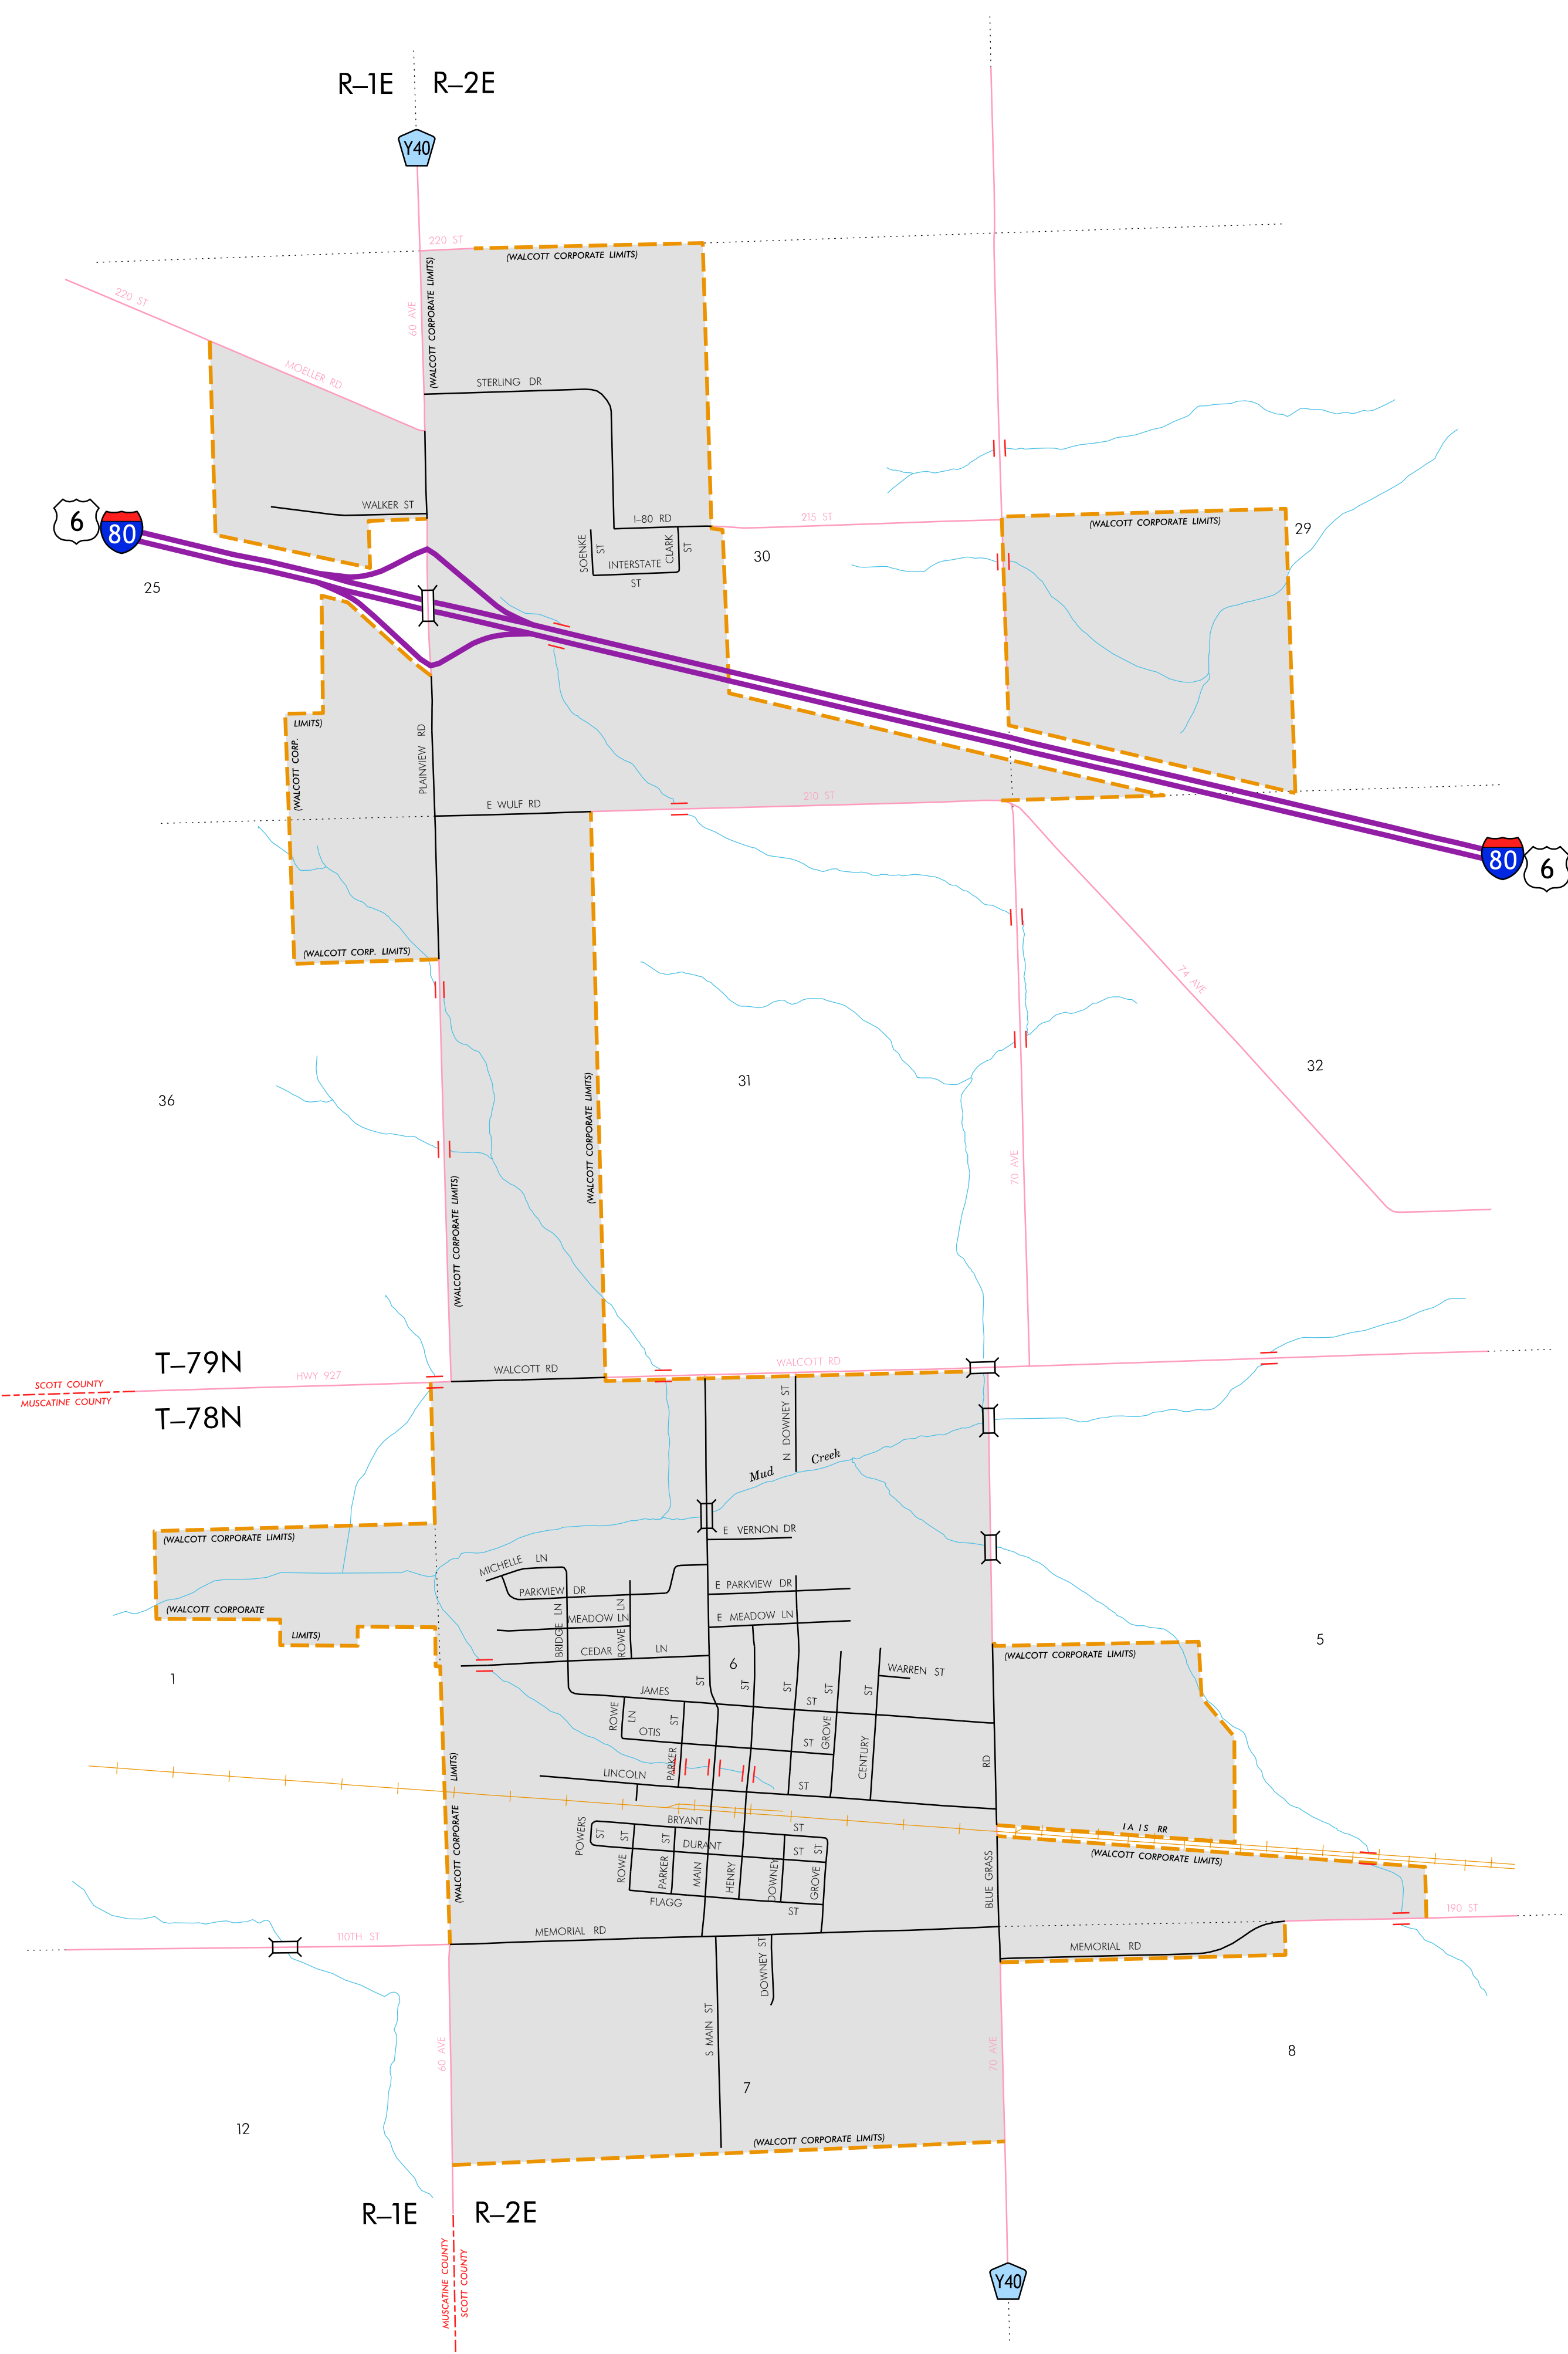 R–1E
R–2E
Y40
220 ST
(WALCOTT CORPORATE LIMITS)
(WALCOTT CORPORATE LIMITS)
60 AVE
220 ST
MOELLER RD
STERLING DR
WALKER ST
I–80 RD
215 ST
(WALCOTT CORPORATE LIMITS)
29
6
80
SOENKE
ST
CLARK
ST
INTERSTATE
ST
30
25
LIMITS)
(WALCOTT CORP.
PLAINVIEW RD
E WULF RD
210 ST
80
6
(WALCOTT CORP. LIMITS)
74 AVE
36
31
32
(WALCOTT CORPORATE LIMITS)
(WALCOTT CORPORATE LIMITS)
70 AVE
T–79N
SCOTT COUNTY
MUSCATINE COUNTY
HWY 927
WALCOTT RD
WALCOTT RD
T–78N
N DOWNEY ST
Mud Creek
(WALCOTT CORPORATE LIMITS)
E VERNON DR
MICHELLE LN
PARKVIEW DR
E PARKVIEW DR
BRIDGE LN
MEADOW LN
ROWE LN
E MEADOW LN
(WALCOTT CORPORATE
LIMITS)
CEDAR LN
6
5
1
WARREN ST
(WALCOTT CORPORATE LIMITS)
ST
ST
ST
ST
ST
JAMES
ST
ROWE
LN
OTIS
ST
PARKER
ST
GROVE
CENTURY
RD
LINCOLN
ST
(WALCOTT CORPORATE LIMITS)
POWERS
ST
BRYANT
ST
ST
ST
DURANT
ST
ST
ROWE
PARKER
MAIN
HENRY
DOWNEY
GROVE
FLAGG
ST
BLUE GRASS
I A I S RR
(WALCOTT CORPORATE LIMITS)
190 ST
110TH ST
MEMORIAL RD
MEMORIAL RD
DOWNEY ST
S MAIN ST
60 AVE
70 AVE
8
7
12
(WALCOTT CORPORATE LIMITS)
R–1E
R–2E
MUSCATINE COUNTY
SCOTT COUNTY
Y40